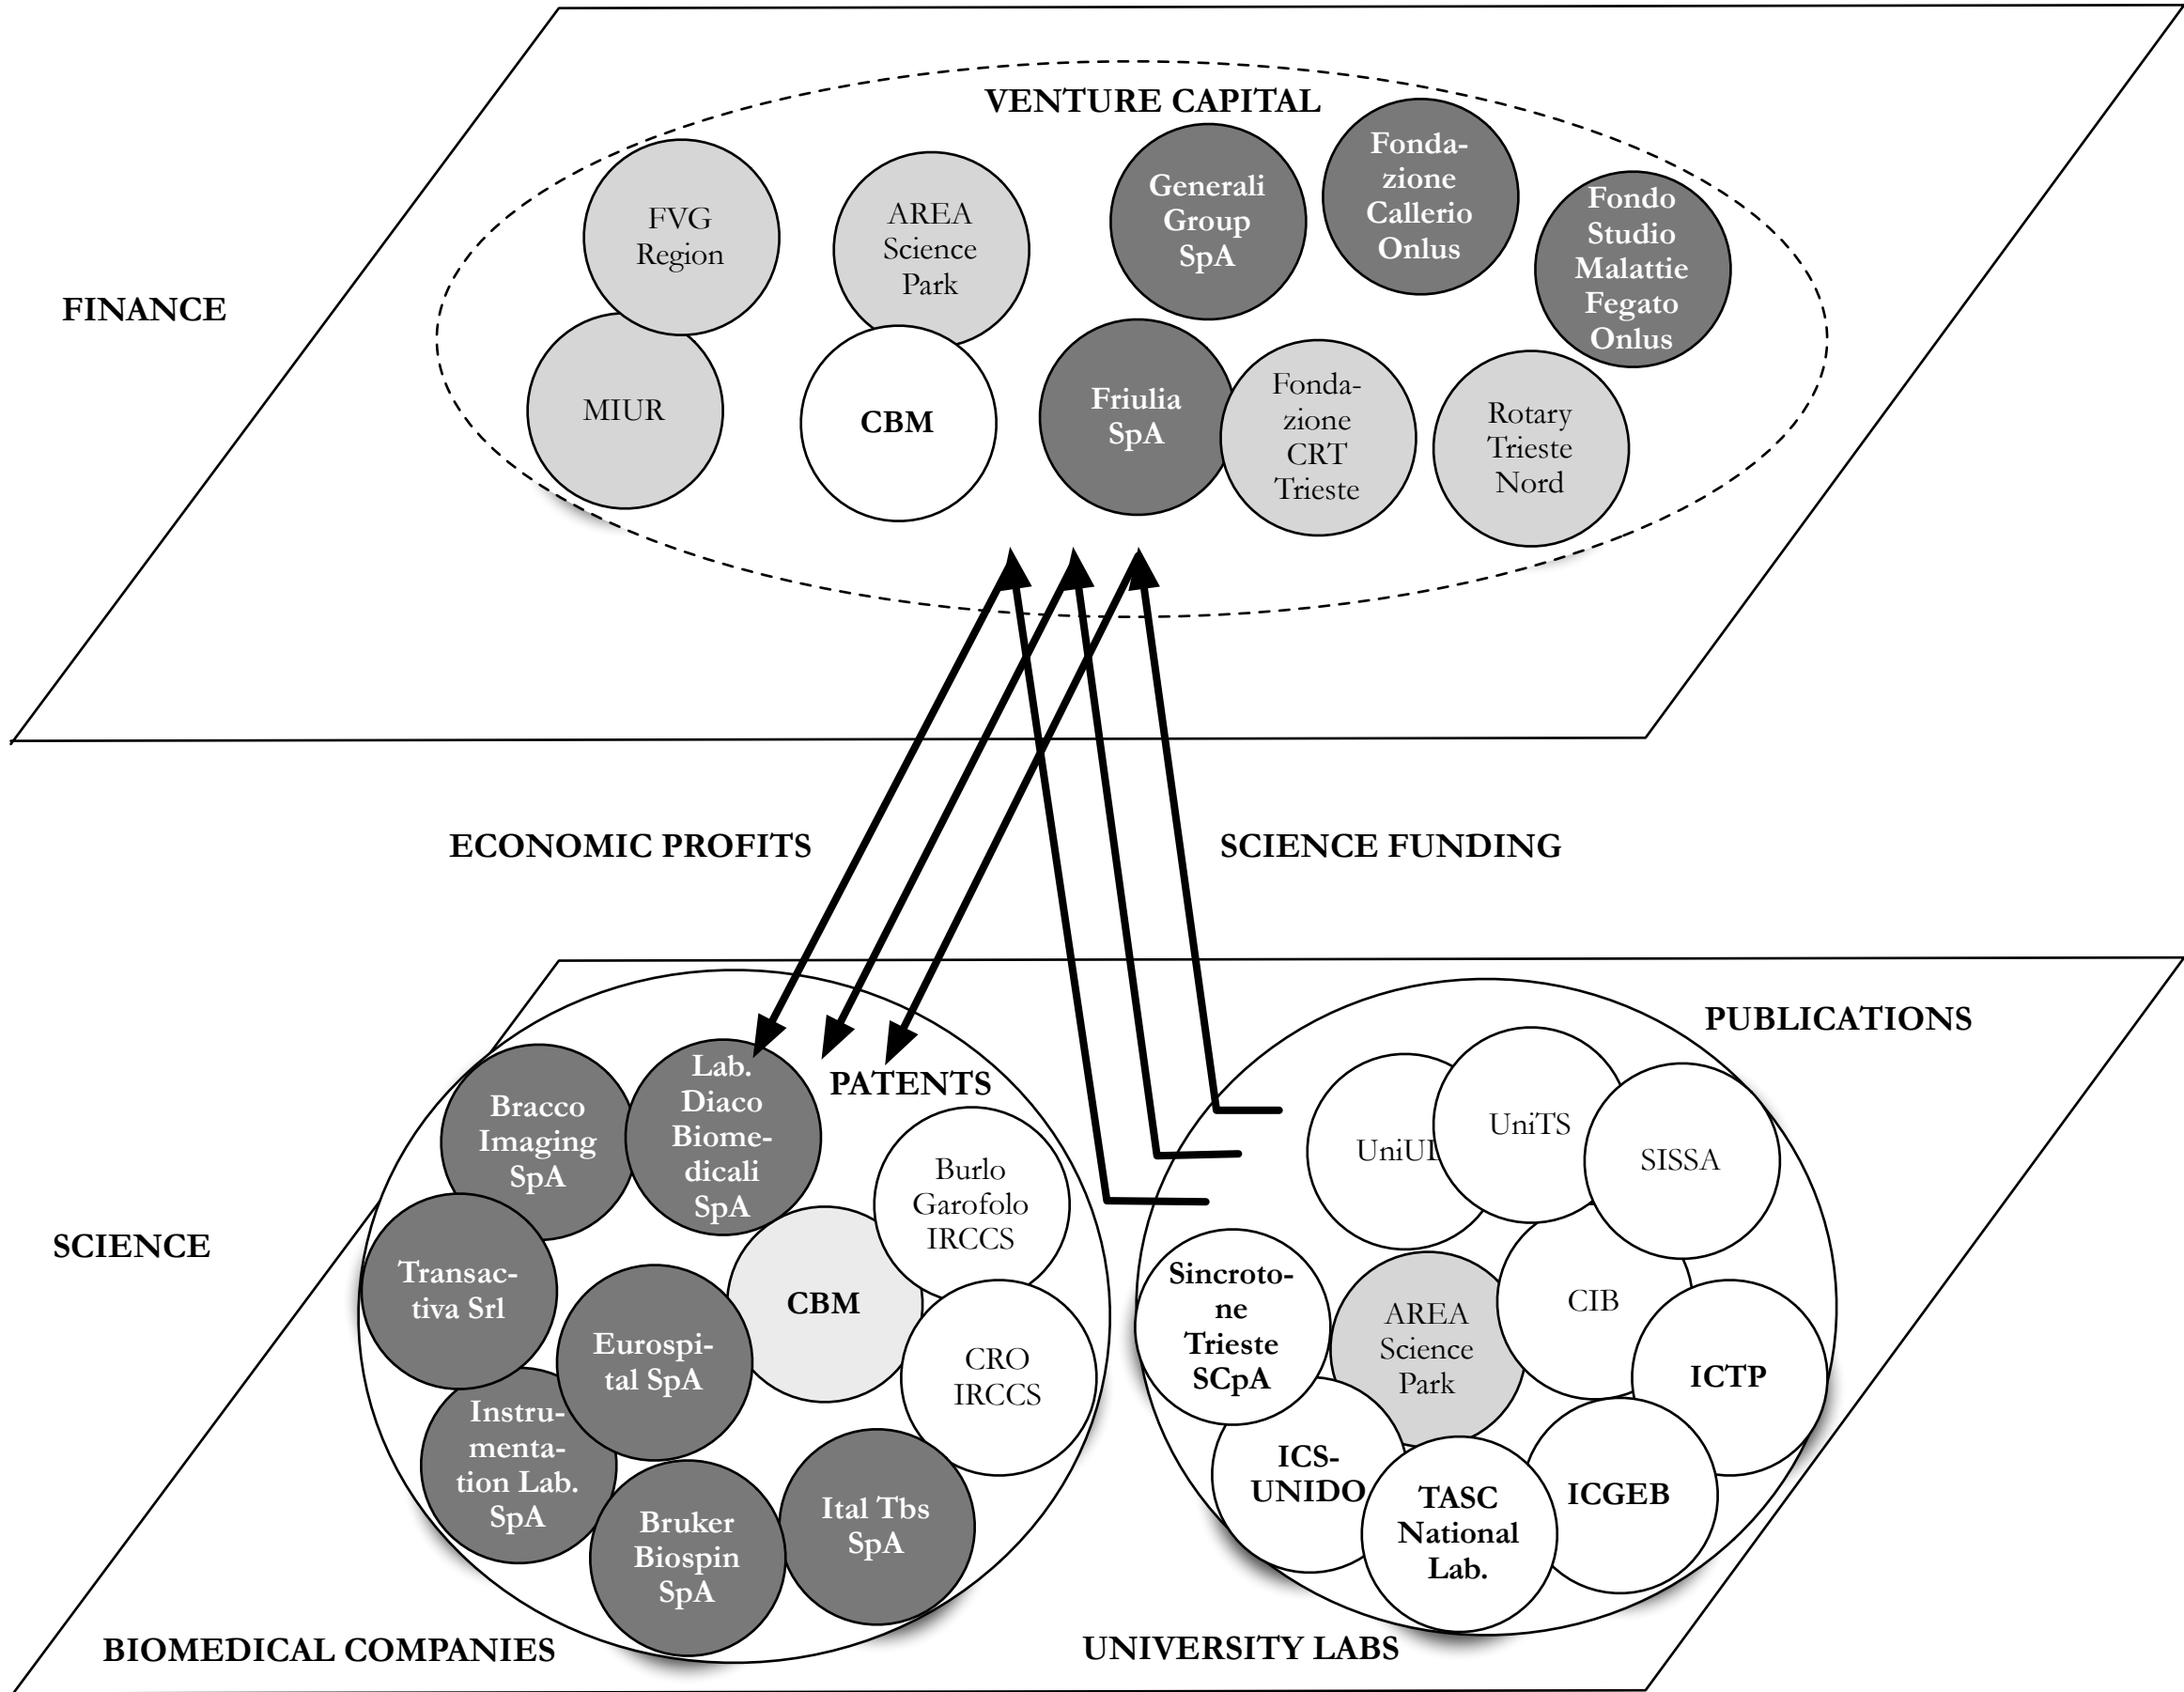 VENTURE CAPITAL
FINANCE
FVG
Region
AREA
Science
Park
Generali
Group
SpA
Fonda-
zione
Callerio
Onlus
Fondo
Studio
Malattie
Fegato
Onlus
MIUR
CBM
Friulia
SpA
Fonda-
zione
CRT
Trieste
Rotary
Trieste
Nord
ECONOMIC PROFITS
SCIENCE FUNDING
SCIENCE
PATENTS
Bracco
Imaging
SpA
Lab.
Diaco
Biome-
dicali
SpA
Burlo
Garofolo
IRCCS
Transac-
tiva Srl
Eurospi-
tal SpA
CBM
CRO
IRCCS
Instru-
menta-
tion Lab.
SpA
Bruker
Biospin
SpA
Ital Tbs
SpA
BIOMEDICAL COMPANIES
PUBLICATIONS
UniTS
SISSA
Sincroto-
ne
Trieste
SCpA
AREA
Science
Park
CIB
ICTP
ICS-
UNIDO
TASC
National
Lab.
ICGEB
UNIVERSITY LABS